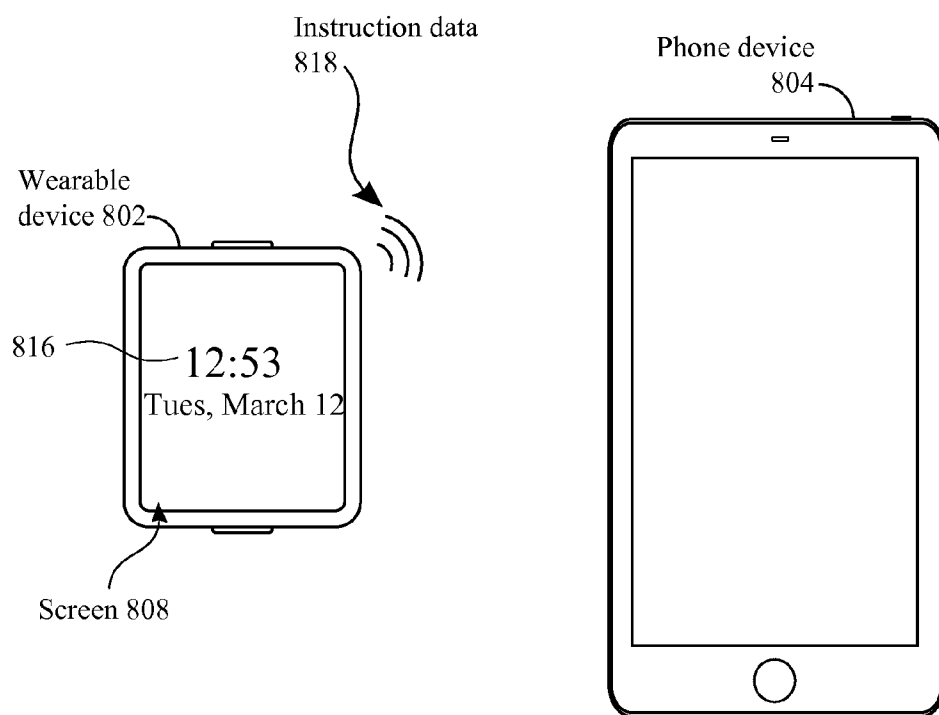 Instruction data
818
Phone device
804
Wearable
device 802
816
12:53
Tues, March 12
Screen 808